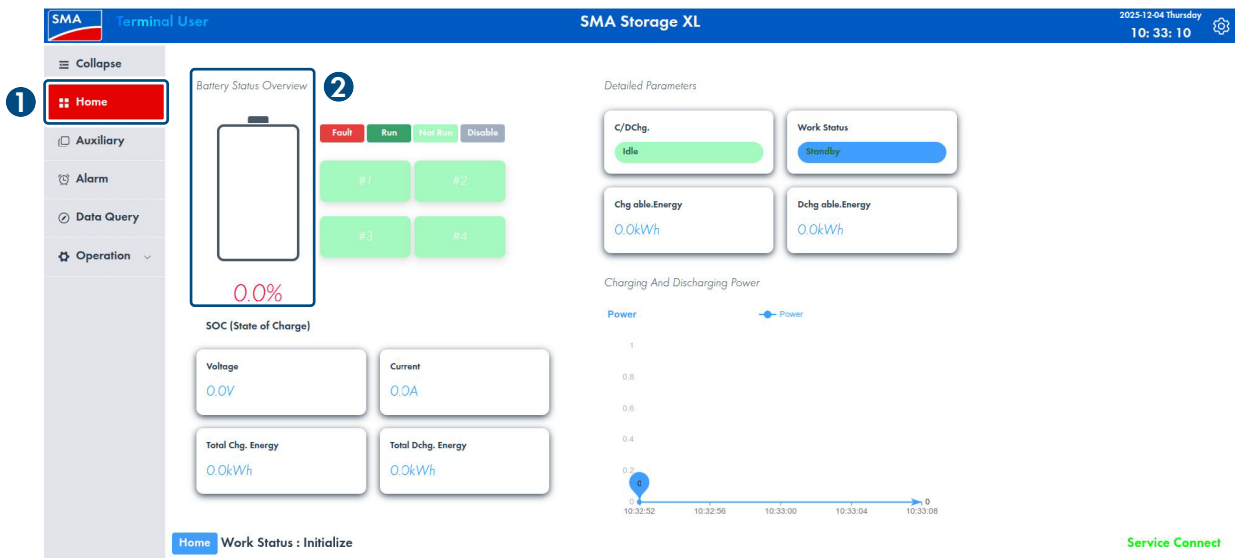 SMA
Terminal User
SMA Storage XL
2025-12-04 Thursday
10: 33: 10
Collapse
1
Home
Auxiliary
Alarm
Data Query
Operation
Battery Status Overview
2
Fault Run Not Run Disable
#1 #2
#3 #4
0.0%
SOC (State of Charge)
Voltage
0.0V
Current
0.0A
Total Chg. Energy
0.0kWh
Total Dchg. Energy
0.0kWh
Detailed Parameters
C/DChg.
Idle
Work Status
Standby
Chg able.Energy
0.0kWh
Dchg able.Energy
0.0kWh
Charging And Discharging Power
Power
Power
1
0.8
0.6
0.4
0.2
0
0
0
10:32:52 10:32:56 10:33:00 10:33:04 10:33:08
Home Work Status : Initialize
Service Connect